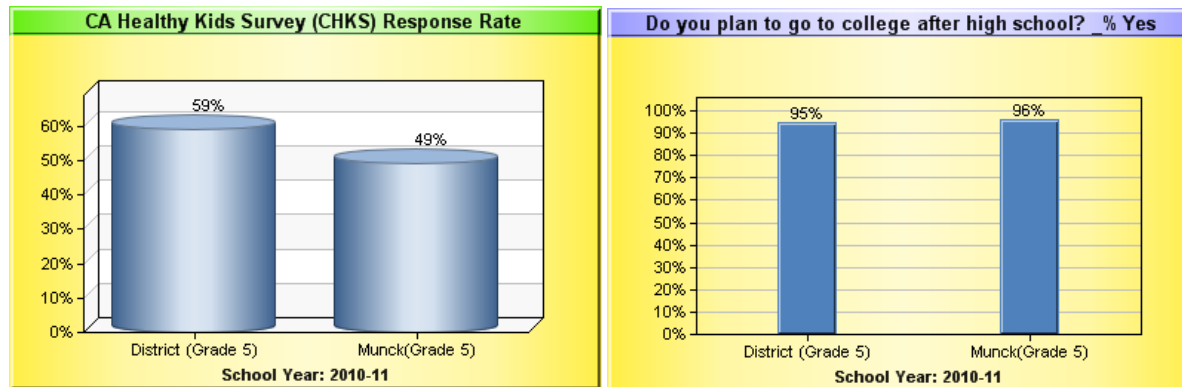 CA Healthy Kids Survey (CHKS) Response Rate
59%
49%
60%
50%
40%
30%
20%
10%
0%
District (Grade 5)
Munck(Grade 5)
School Year: 2010-11
Do you plan to go to college after high school? _% Yes
95%
96%
100%
90%
80%
70%
60%
50%
40%
30%
20%
10%
0%
District (Grade 5)
Munck(Grade 5)
School Year: 2010-11